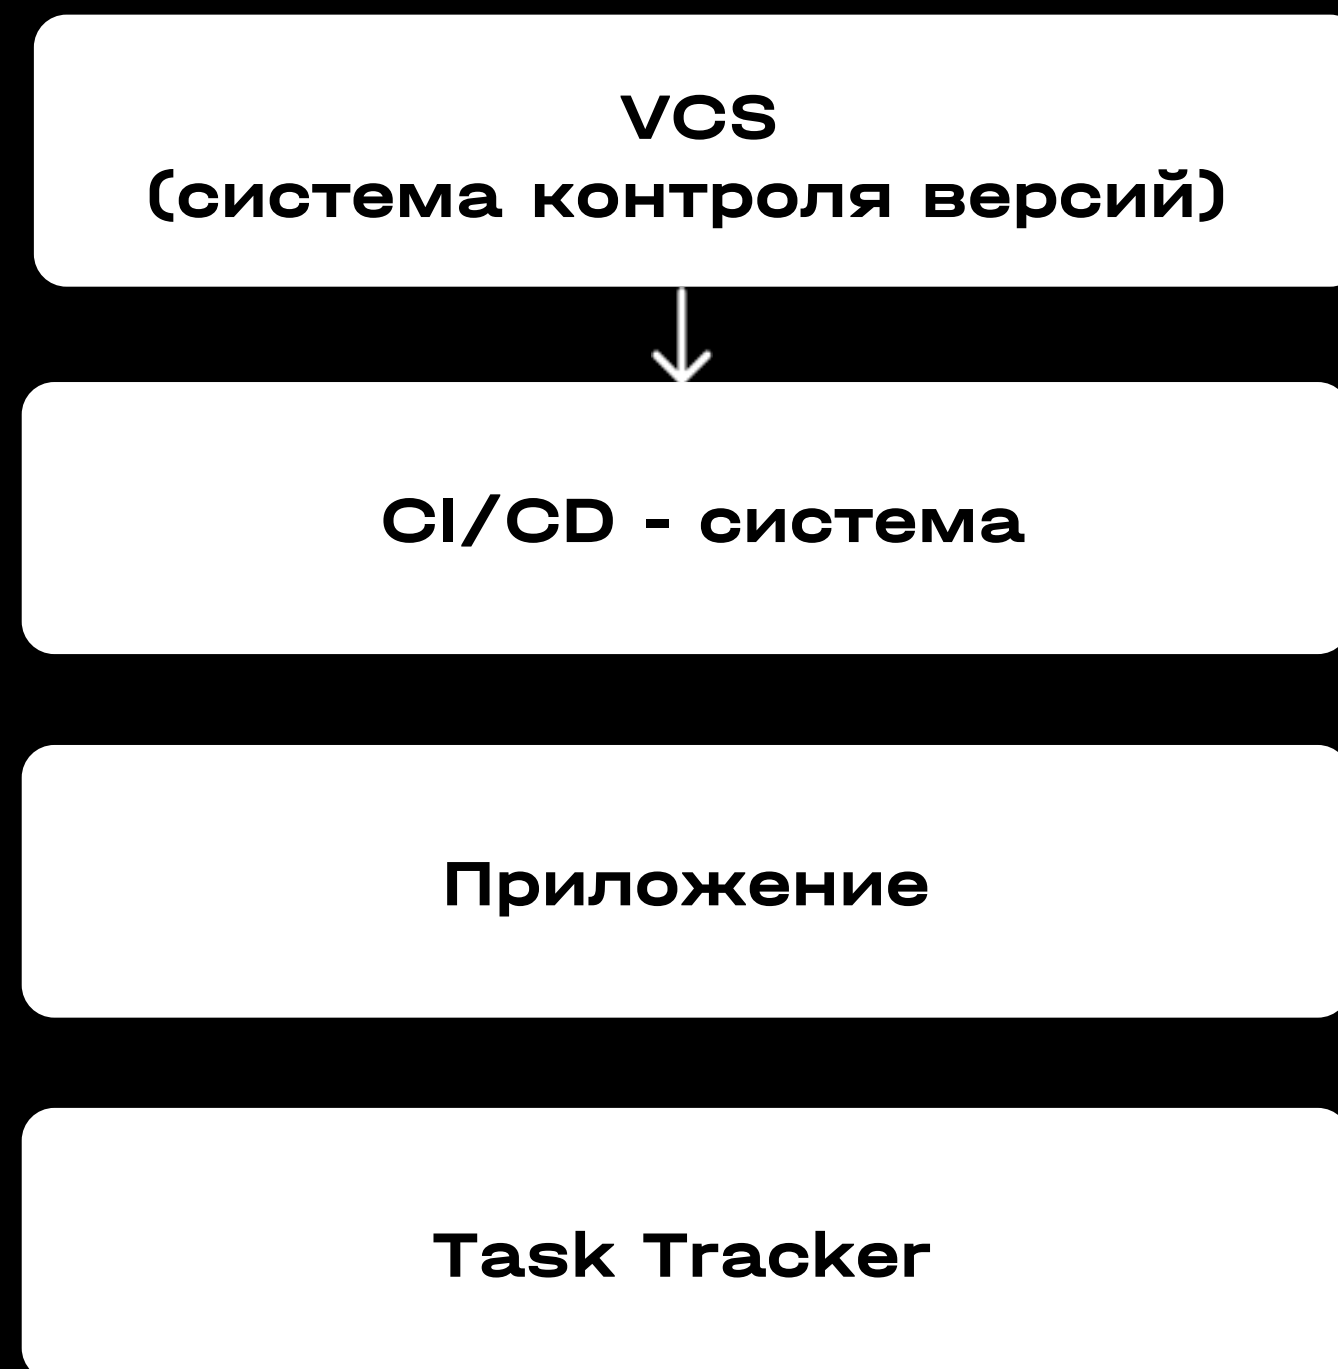 VCS
(система контроля версий)
CI/CD - система
Приложение
Task Tracker